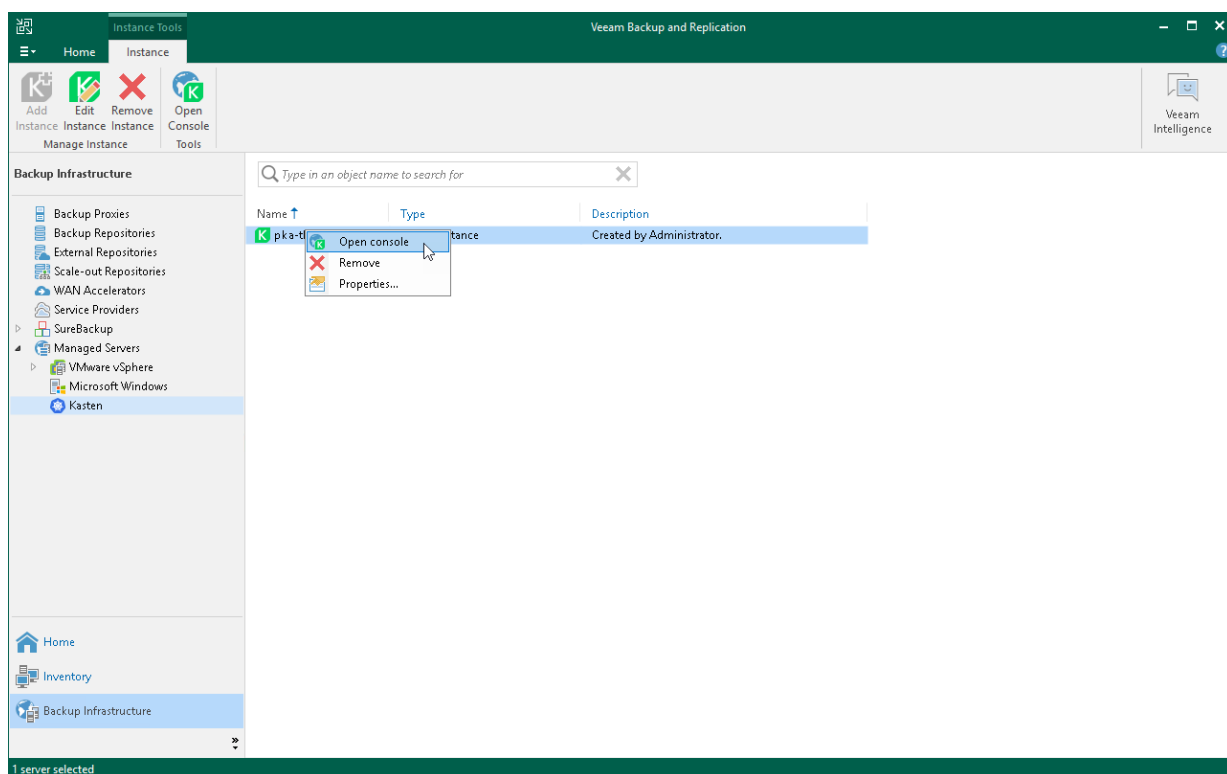 Instance Tools
Veeam Backup and Replication
Home
Instance
Add Instance
Edit Instance
Remove Instance
Open Console
Manage Instance
Tools
Veeam Intelligence
Backup Infrastructure
Type in an object name to search for
Backup Proxies
Backup Repositories
External Repositories
Scale-out Repositories
WAN Accelerators
Service Providers
SureBackup
Managed Servers
VMware vSphere
Microsoft Windows
Kasten
Name Type Description
Created by Administrator.
Open console
Remove
Properties...
Home
Inventory
Backup Infrastructure
1 server selected